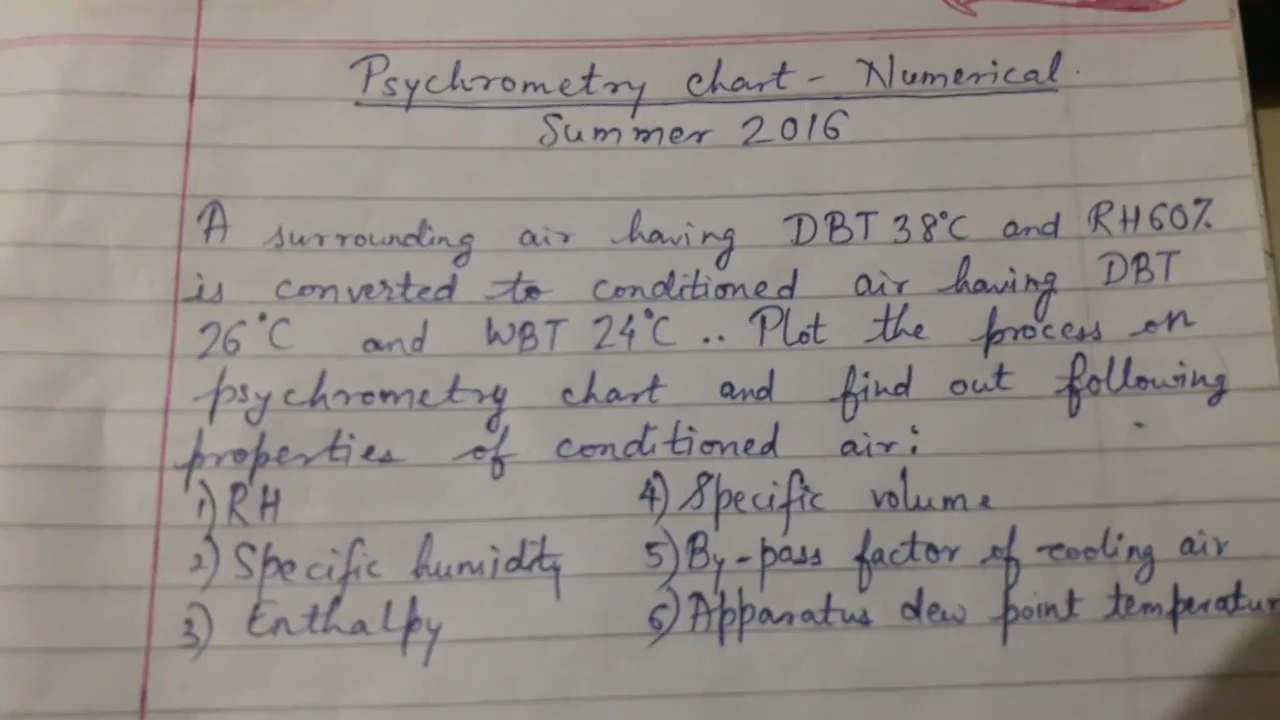 Psychrometry chart - Numerical.
Summer 2016
A surrounding air having DBT 38°C and RH60%
is converted to conditioned air having DBT
26°C and WBT 24°C .. Plot the process on
psychrometry chart and find out following
properties of conditioned air:
1) RH 4) Specific volume
2) Specific humidity 5) By-pass factor of cooling air
3) Enthalpy 6) Apparatus dew point temperatur